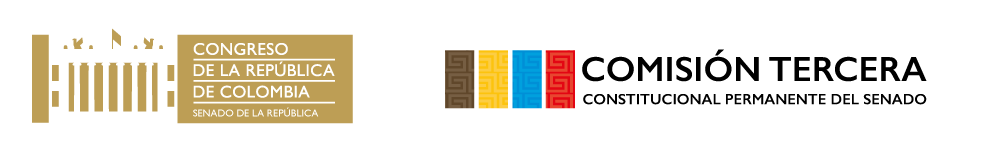 CONGRESO
DE LA REPÚBLICA
DE COLOMBIA
SENADO DE LA REPÚBLICA
COMISIÓN TERCERA
CONSTITUCIONAL PERMANENTE DEL SENADO